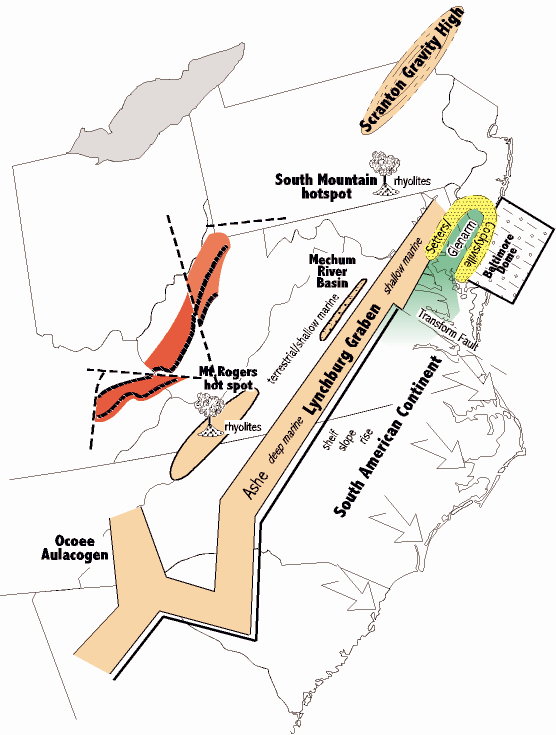 Scranton Gravity High
South Mountain
hotspot
rhyolites
Setters/
Glenarm
Cockysville
Baltimore
Dome
Mechum
River
Basin
shallow marine
terrestrial/shallow marine
Lynchburg Graben
Transform Fault
Mt Rogers
hot spot
rhyolites
Ashe
deep marine
shelf
slope
rise
South American Continent
Ocoee
Aulacogen